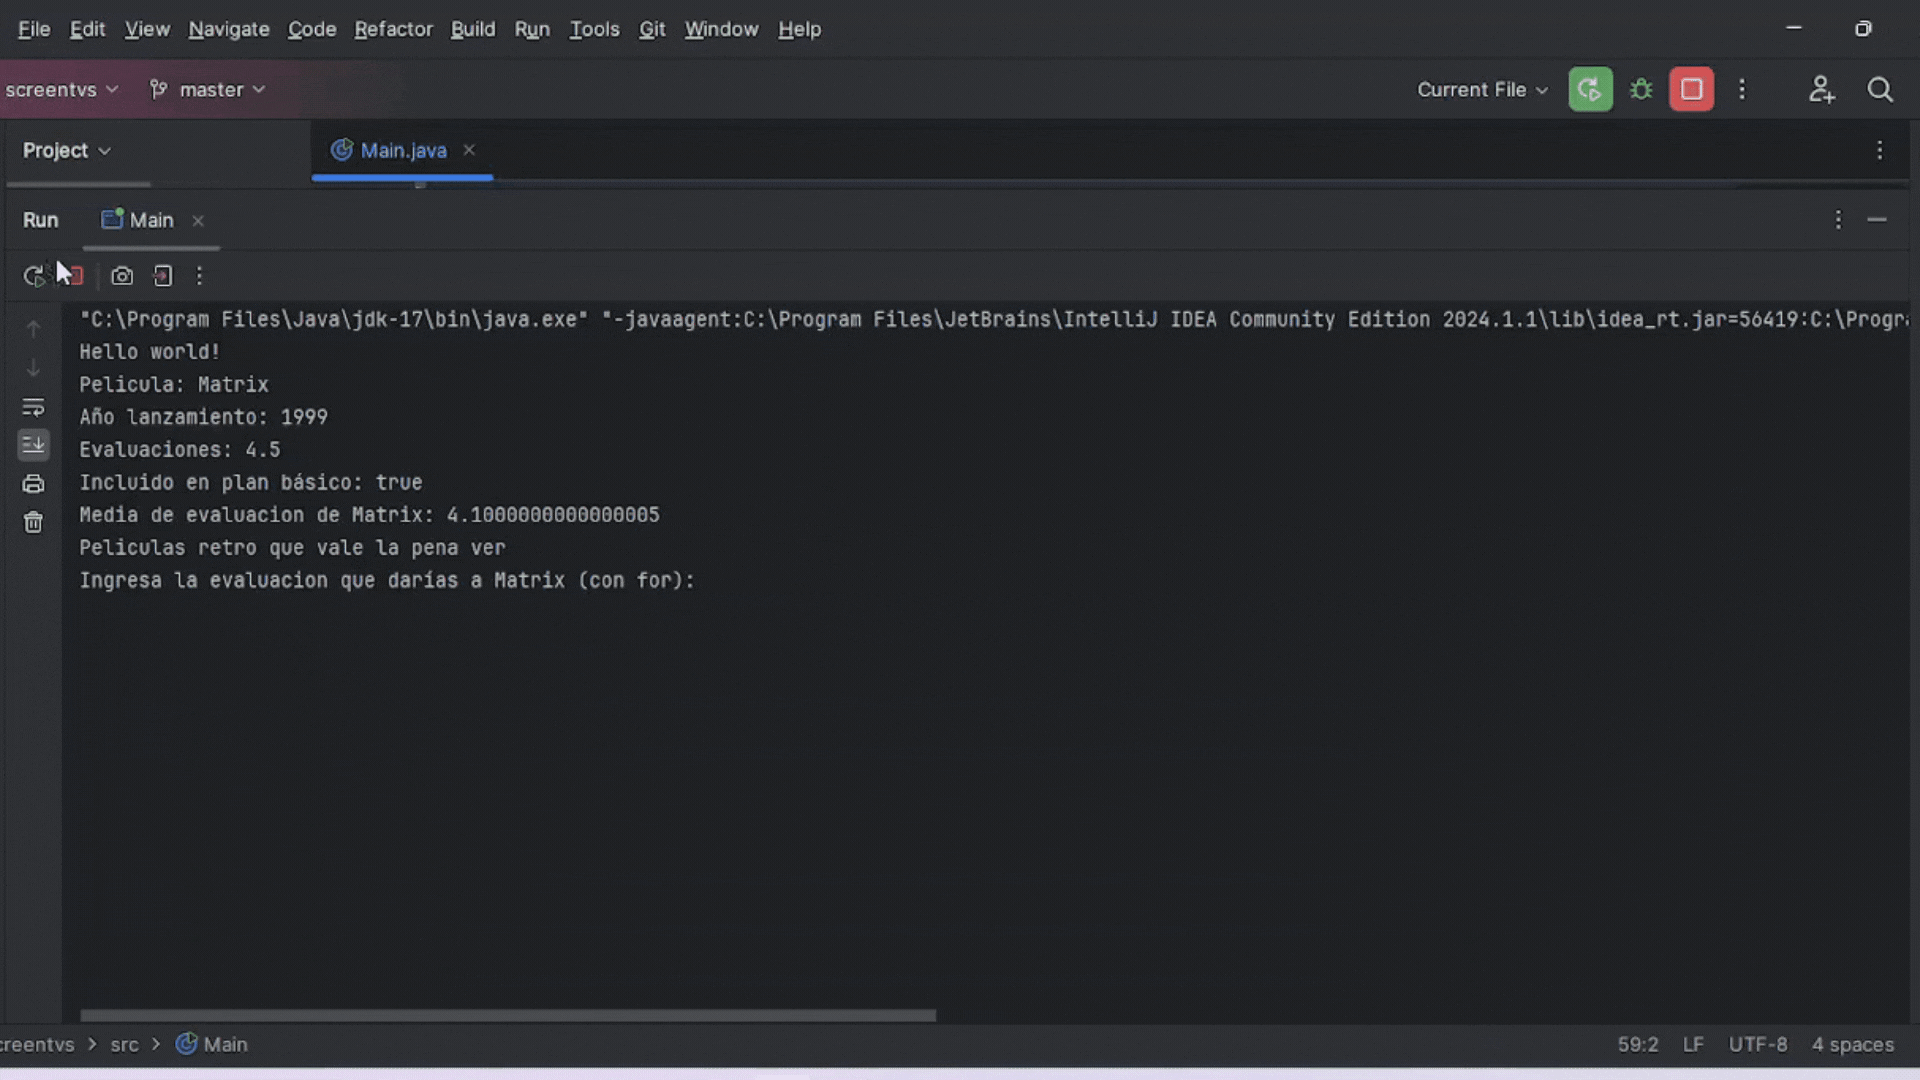 File Edit View Navigate Code Refactor Build Run Tools Git Window Help
screentvs master Current File
Project Main.java
Run Main
"C:\Program Files\Java\jdk-17\bin\java.exe" "-javaagent:C:\Program Files\JetBrains\IntelliJ IDEA Community Edition 2024.1.1\lib\idea_rt.jar=56419:C:\Progr
Hello world!
Pelicula: Matrix
Año lanzamiento: 1999
Evaluaciones: 4.5
Incluido en plan básico: true
Media de evaluacion de Matrix: 4.1000000000000005
Peliculas retro que vale la pena ver
Ingresa la evaluacion que darías a Matrix (con for):
creentvs > src > Main 59:2 LF UTF-8 4 spaces